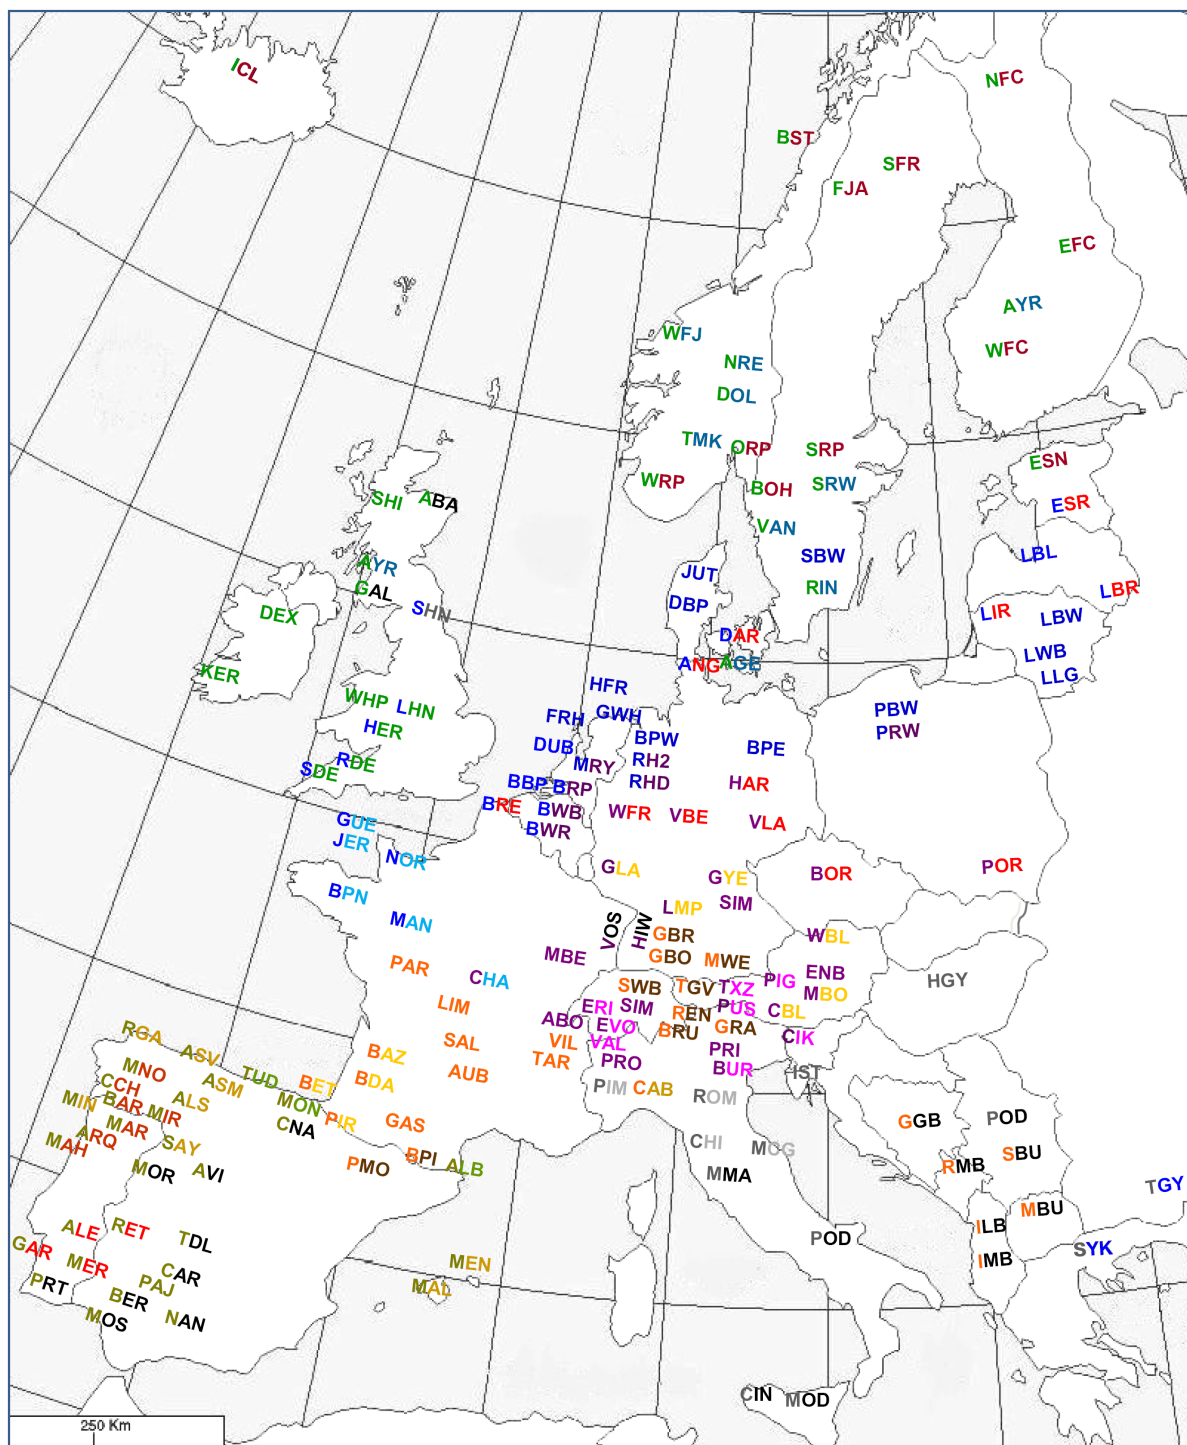 ICL
NFC
BST
SFR
FJA
EFC
AYR
WFJ
WFC
NRE
DOL
TMK
ORP
SRP
ESN
WRP
BOH
SRW
SHI
ABA
ESR
VAN
SBW
LBL
AYR
JUT
GAL
RIN
LBR
SHN
DBP
DEX
LIR
LBW
DAR
ANG
AGE
LWB
KER
LLG
HFR
WHP
LHN
FRH
GWH
PBW
HER
PRW
DUB
BPW
BPE
RDE
RH2
SDE
MRY
BBP
BRP
RHD
HAR
BRE
BWB
WFR
VBE
VLA
GUE
BWR
JER
NOR
GLA
GYE
BOR
POR
BPN
LMP
SIM
MAN
VOS
HIW
GBR
WBL
MBE
GBO
MWE
PAR
ENB
CHA
SWB
TGV
TXZ
PIG
MBO
HGY
LIM
ERI
SIM
REN
PUS
CBL
ABO
EVØ
BRU
GRA
CIK
RGA
SAL
VIL
VAL
ASV
BAZ
TAR
PRO
PRI
MNO
BUR
IST
CCH
ASM
TUD
BET
BDA
AUB
PIM
CAB
ROM
MIN
BAR
MIR
ALS
MON
PIR
GAS
GGB
POD
MAR
CNA
ARQ
MAH
SAY
CHI
MCG
SBU
MOR
AVI
PMO
BPI
ALB
MMA
RMB
TGY
MBU
ALE
RET
TDL
POD
ILB
GAR
SYK
MER
CAR
MEN
IMB
PRT
PAJ
MAL
BER
MOS
NAN
CIN
MOD
250 Km